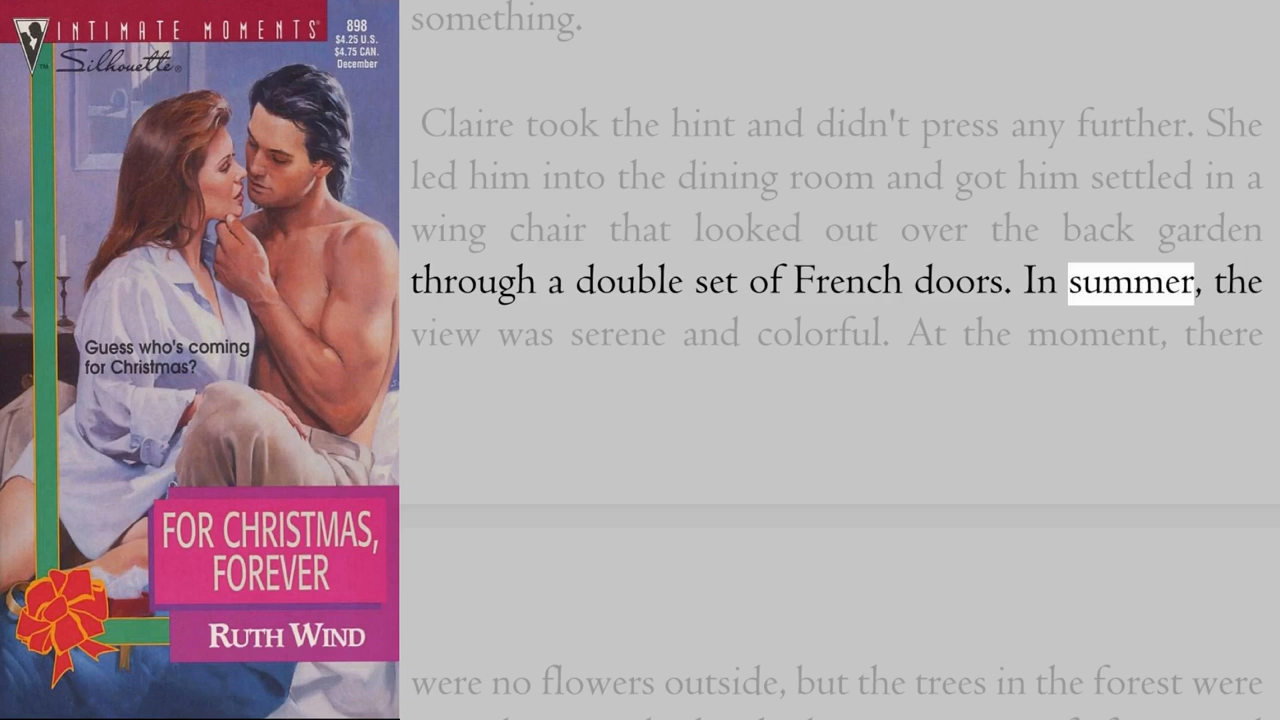 INTIMATE MOMENTS®
Silhouette®
TM
898
$4.25 U.S.
$4.75 CAN.
December
Guess who's coming
for Christmas?
FOR CHRISTMAS,
FOREVER
RUTH WIND
something.
Claire took the hint and didn't press any further. She
led him into the dining room and got him settled in a
wing chair that looked out over the back garden
through a double set of French doors. In summer, the
view was serene and colorful. At the moment, there
were no flowers outside, but the trees in the forest were